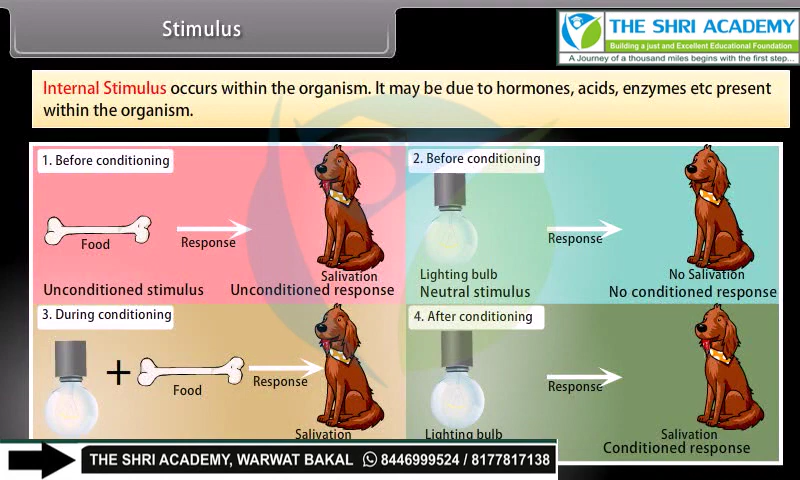 Stimulus
THE SHRI ACADEMY
Building a just and Excellent Educational Foundation
A Journey of a thousand miles begins with the first step...
Internal Stimulus occurs within the organism. It may be due to hormones, acids, enzymes etc present
within the organism.
1. Before conditioning
Food
Response
Salivation
Unconditioned stimulus
Unconditioned response
2. Before conditioning
Response
Lighting bulb
No Salivation
Neutral stimulus
No conditioned response
3. During conditioning
+
Food
Response
Salivation
4. After conditioning
Response
Lighting bulb
Salivation
Conditioned response
THE SHRI ACADEMY, WARWAT BAKAL 8446999524 / 8177817138